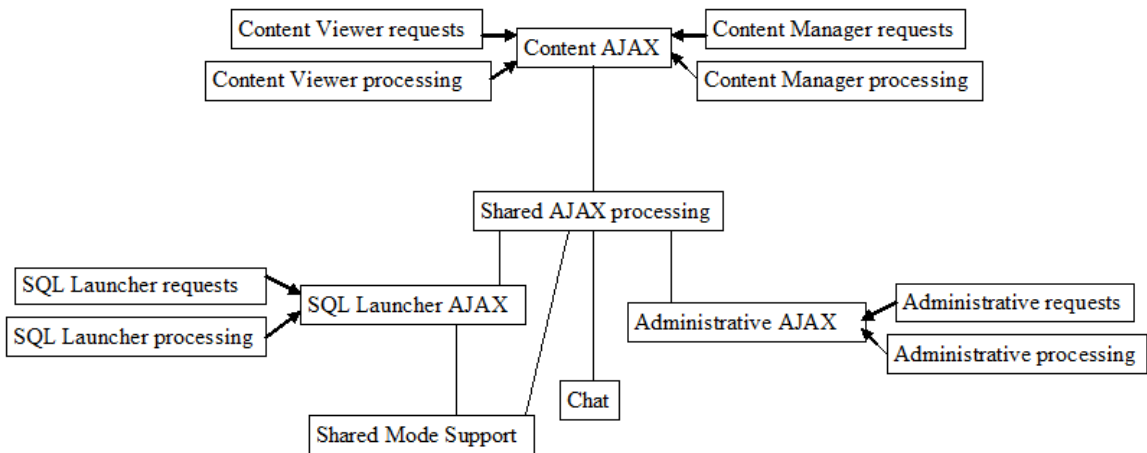 Content Viewer requests
Content Manager requests
Content AJAX
Content Viewer processing
Content Manager processing
Shared AJAX processing
SQL Launcher requests
SQL Launcher AJAX
Administrative requests
Administrative AJAX
SQL Launcher processing
Administrative processing
Chat
Shared Mode Support